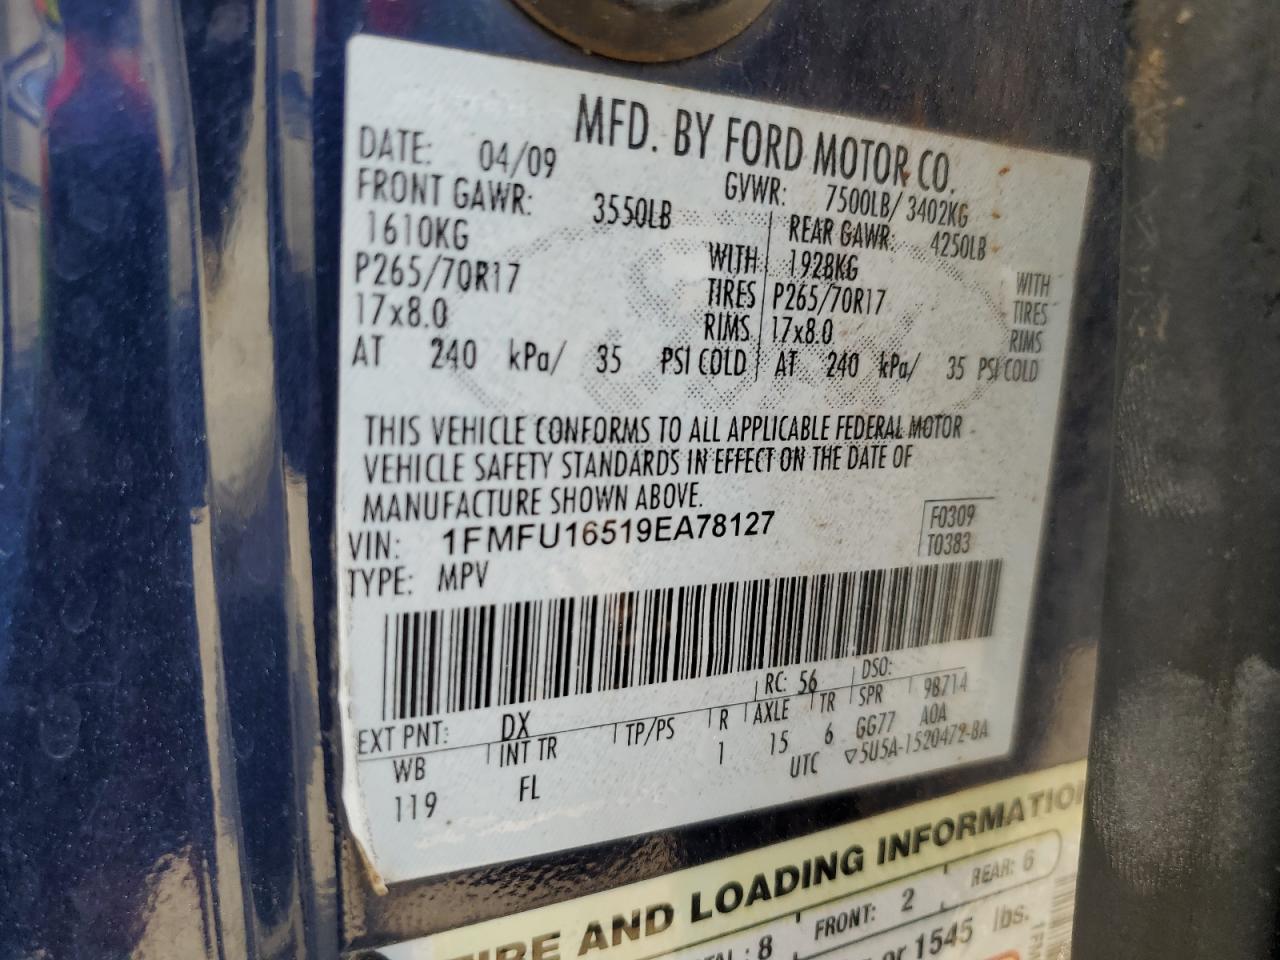 MFD. BY FORD MOTOR CO.
DATE: 04/09 GVWR: 7500LB/ 3402KG
FRONT GAWR: 3550LB REAR GAWR: 4250LB
1610KG WITH 1928KG WITH
P265/70R17 TIRES P265/70R17 TIRES
17x8.0 RIMS 17x8.0 RIMS
AT 240 kPa/ 35 PSI COLD AT 240 kPa/ 35 PSI COLD
THIS VEHICLE CONFORMS TO ALL APPLICABLE FEDERAL MOTOR
VEHICLE SAFETY STANDARDS IN EFFECT ON THE DATE OF
MANUFACTURE SHOWN ABOVE.
VIN: 1FMFU16519EA78127 F0309
TYPE: MPV T0383
EXT PNT: DX RC: 56 DSO:
WB INT TR TP/PS R AXLE TR SPR 98714
119 FL 1 15 6 GG77 A0A
UTC ▽5U5A-1520472-BA
TIRE AND LOADING INFORMATION
: 8 FRONT: 2 REAR: 6
or 1545 lbs.